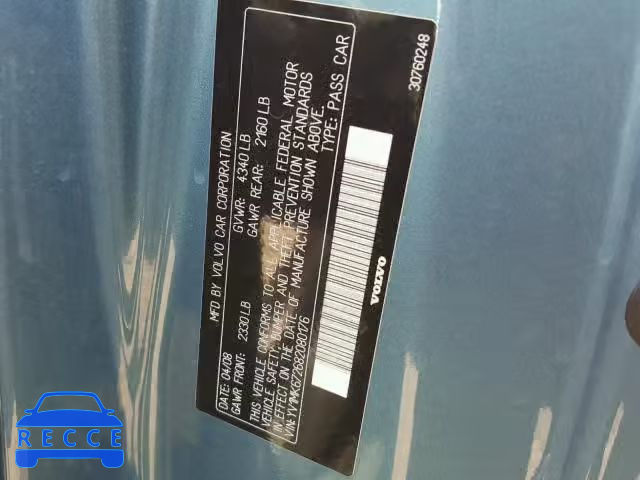 MFD BY VOLVO CAR CORPORATION
DATE: 04/08 GVWR: 4340 LB
GAWR FRONT: 2330 LB GAWR REAR: 2160 LB
THIS VEHICLE CONFORMS TO ALL APPLICABLE FEDERAL MOTOR
VEHICLE SAFETY, BUMPER AND THEFT PREVENTION STANDARDS
IN EFFECT ON THE DATE OF MANUFACTURE SHOWN ABOVE.
VIN: TYPE: PASS CAR
VOLVO
30760248
RECCE